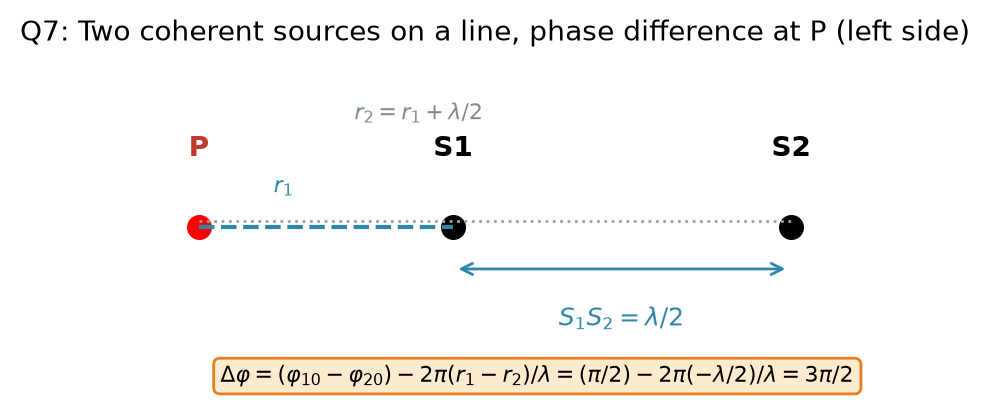 Q7: Two coherent sources on a line, phase difference at P (left side)
r₂ = r₁ + λ/2
P S1 S2
r₁
S₁S₂ = λ/2
Δφ = (φ₁₀ − φ₂₀) − 2π(r₁ − r₂)/λ = (π/2) − 2π(−λ/2)/λ = 3π/2